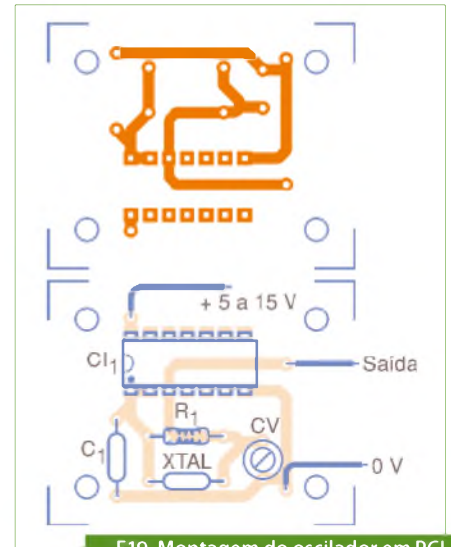 + 5 a 15 V
CI1
Saída
R1
CV
C1
XTAL
0 V
F19. Montagem do oscilador em PCI